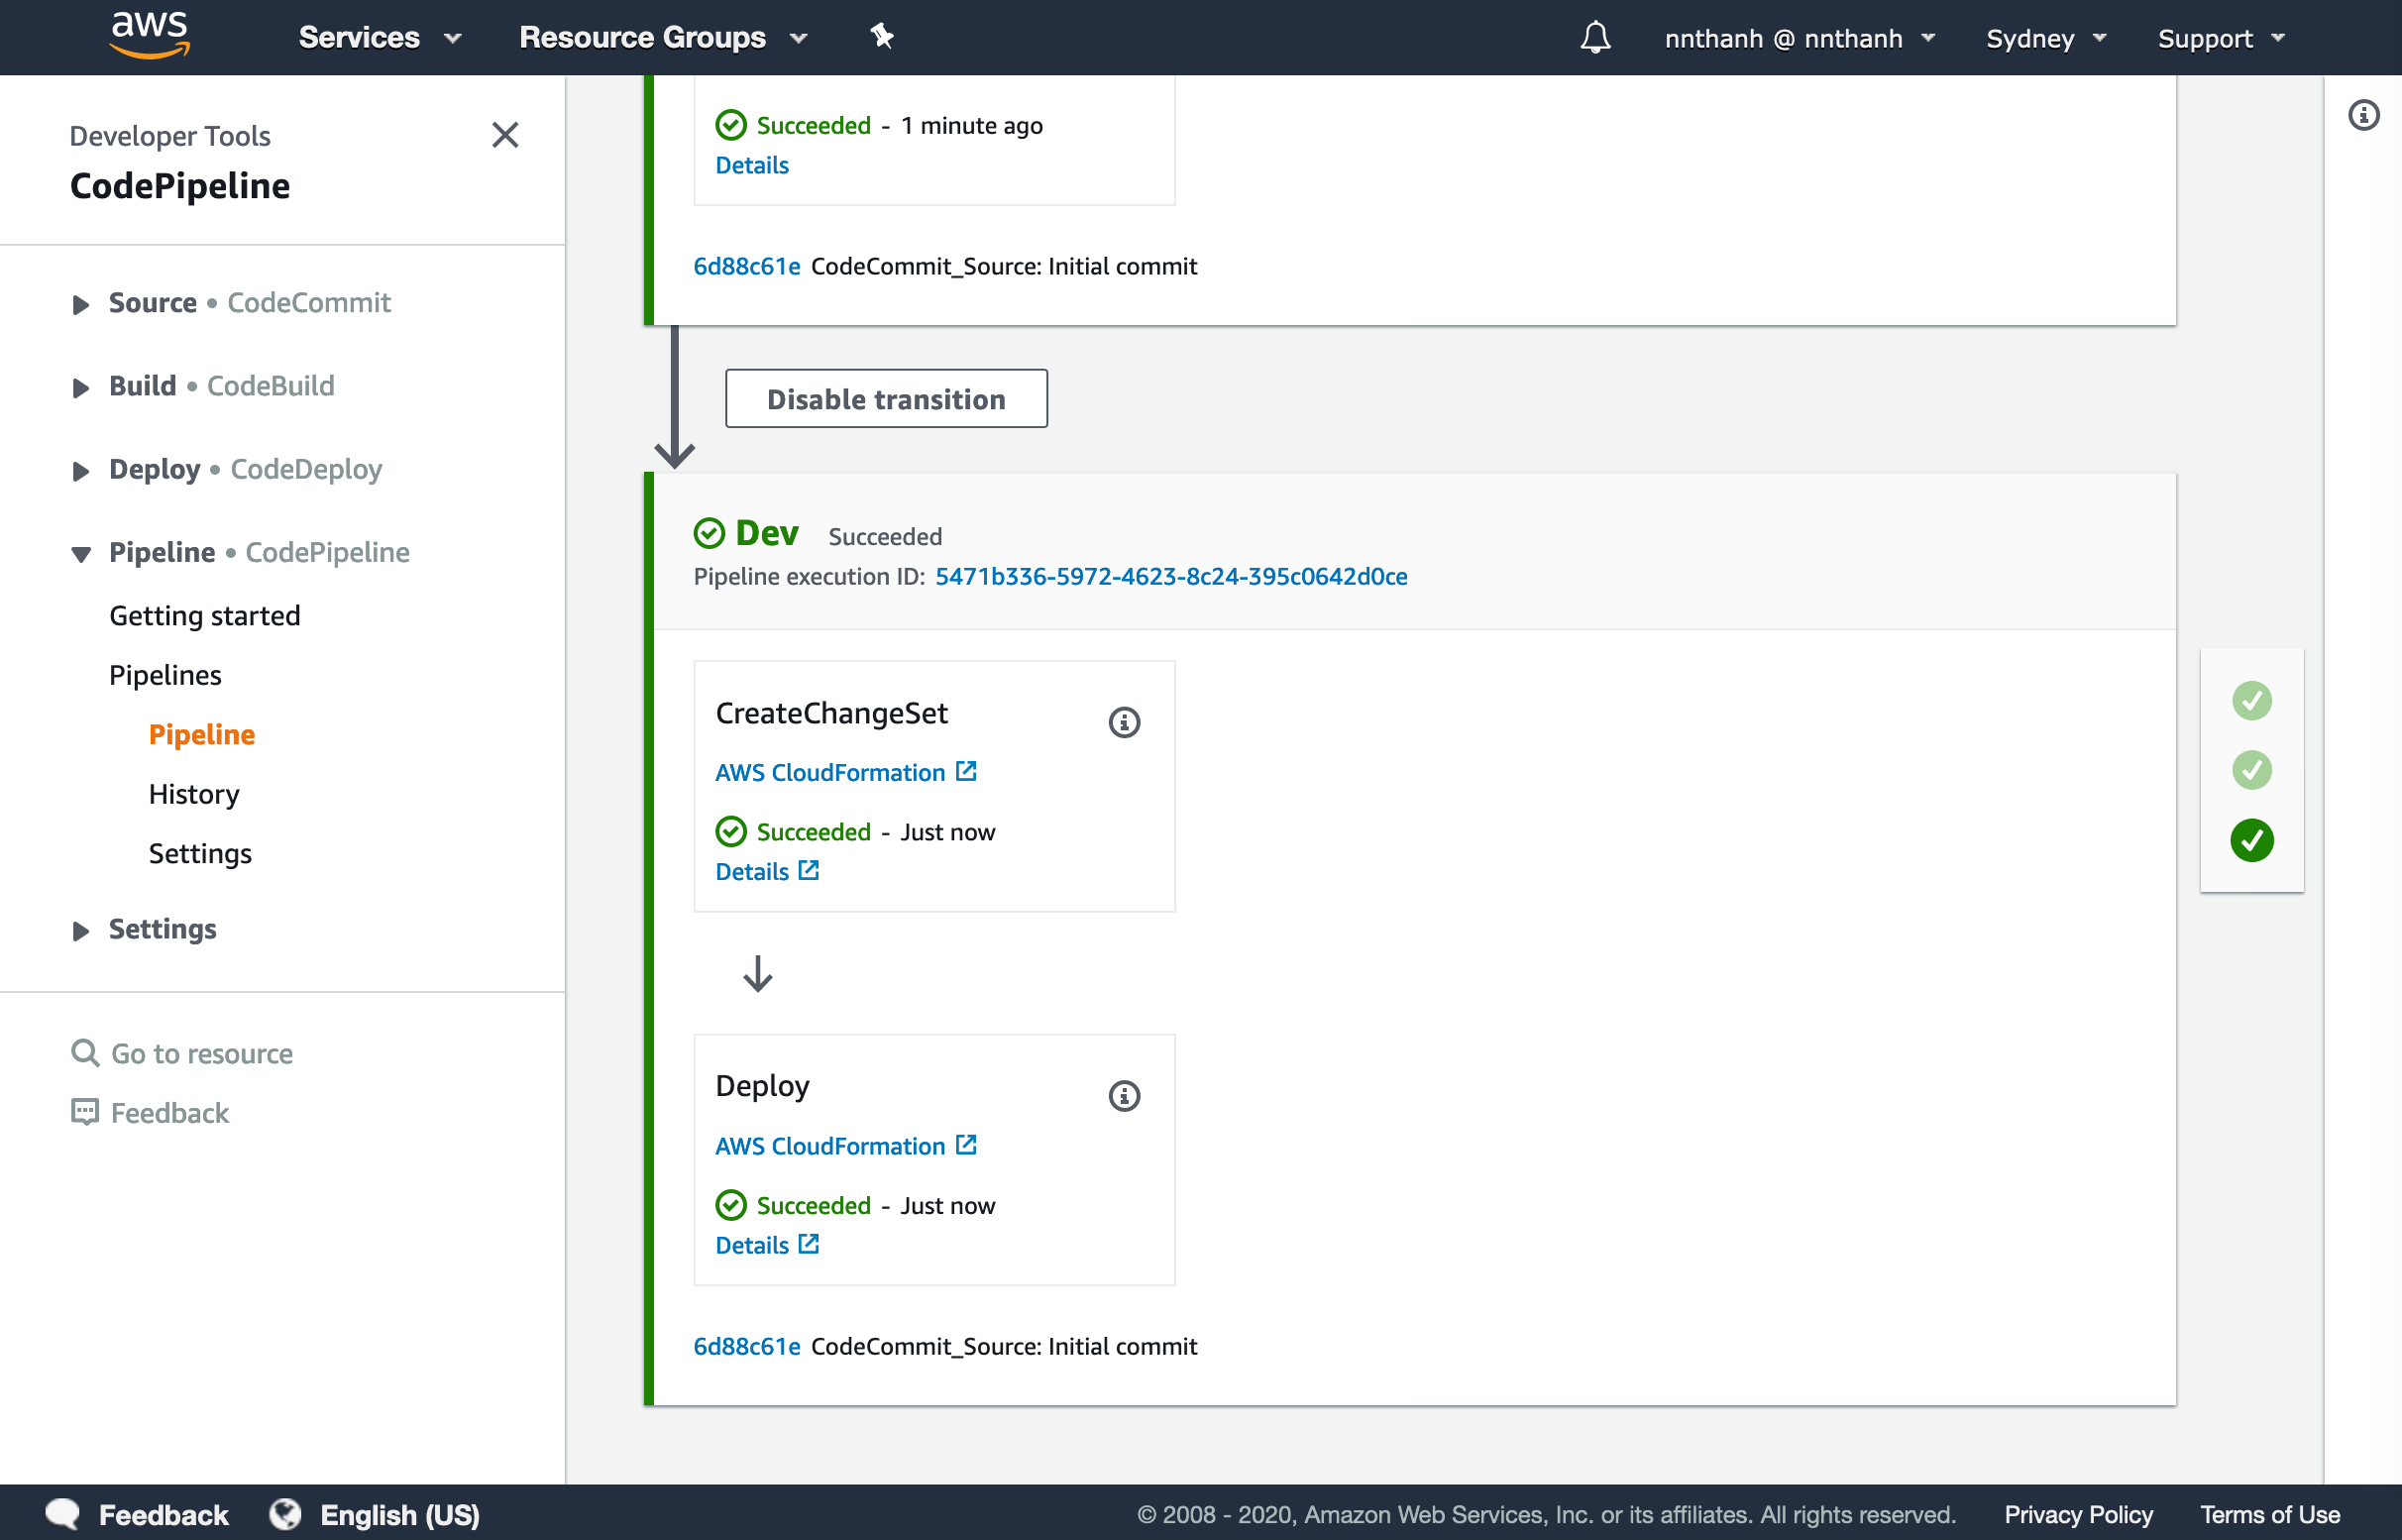 aws Services Resource Groups nnthanh @ nnthanh Sydney Support
Developer Tools
CodePipeline
Source • CodeCommit
Build • CodeBuild
Deploy • CodeDeploy
Pipeline • CodePipeline
Getting started
Pipelines
Pipeline
History
Settings
Settings
Go to resource
Feedback
Succeeded - 1 minute ago
Details
6d88c61e CodeCommit_Source: Initial commit
Disable transition
Dev Succeeded
Pipeline execution ID: 5471b336-5972-4623-8c24-395c0642d0ce
CreateChangeSet
AWS CloudFormation
Succeeded - Just now
Details
Deploy
AWS CloudFormation
Succeeded - Just now
Details
6d88c61e CodeCommit_Source: Initial commit
Feedback English (US) © 2008 - 2020, Amazon Web Services, Inc. or its affiliates. All rights reserved. Privacy Policy Terms of Use